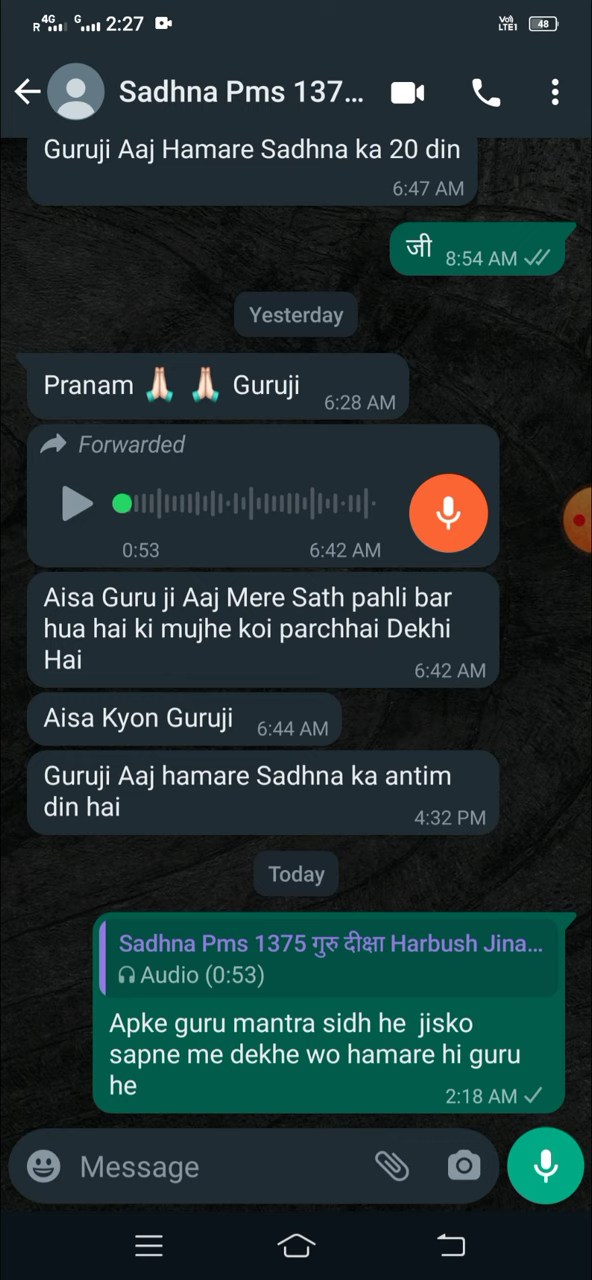 R 4G G 2:27 Vo) LTE1 48
Sadhna Pms 137...
Guruji Aaj Hamare Sadhna ka 20 din
6:47 AM
जी 8:54 AM
Yesterday
Pranam 🙏🏻 🙏🏻 Guruji 6:28 AM
Forwarded
0:53 6:42 AM
Aisa Guru ji Aaj Mere Sath pahli bar
hua hai ki mujhe koi parchhai Dekhi
Hai 6:42 AM
Aisa Kyon Guruji 6:44 AM
Guruji Aaj hamare Sadhna ka antim
din hai 4:32 PM
Today
Sadhna Pms 1375 गुरु दीक्षा Harbush Jina...
Audio (0:53)
Apke guru mantra sidh he jisko
sapne me dekhe wo hamare hi guru
he 2:18 AM
Message